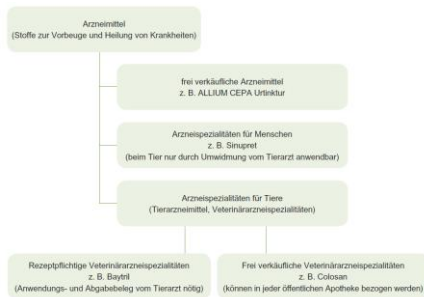 Arzneimittel
(Stoffe zur Vorbeuge und Heilung von Krankheiten)
frei verkäufliche Arzneimittel
z. B. ALLIUM CEPA Urtinktur
Arzneispezialitäten für Menschen
z. B. Sinupret
(beim Tier nur durch Umwidmung vom Tierarzt anwendbar)
Arzneispezialitäten für Tiere
(Tierarzneimittel, Veterinärarzneispezialitäten)
Rezeptpflichtige Veterinärarzneispezialitäten
z. B. Baytril
(Anwendungs- und Abgabebeleg vom Tierarzt nötig)
Frei verkäufliche Veterinärarzneispezialitäten
z. B. Colosan
(können in jeder öffentlichen Apotheke bezogen werden)